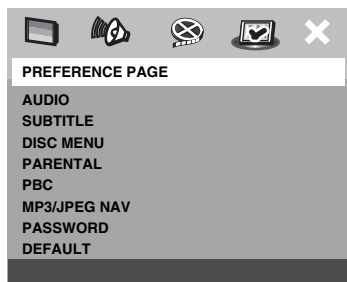 PREFERENCE PAGE
AUDIO
SUBTITLE
DISC MENU
PARENTAL
PBC
MP3/JPEG NAV
PASSWORD
DEFAULT